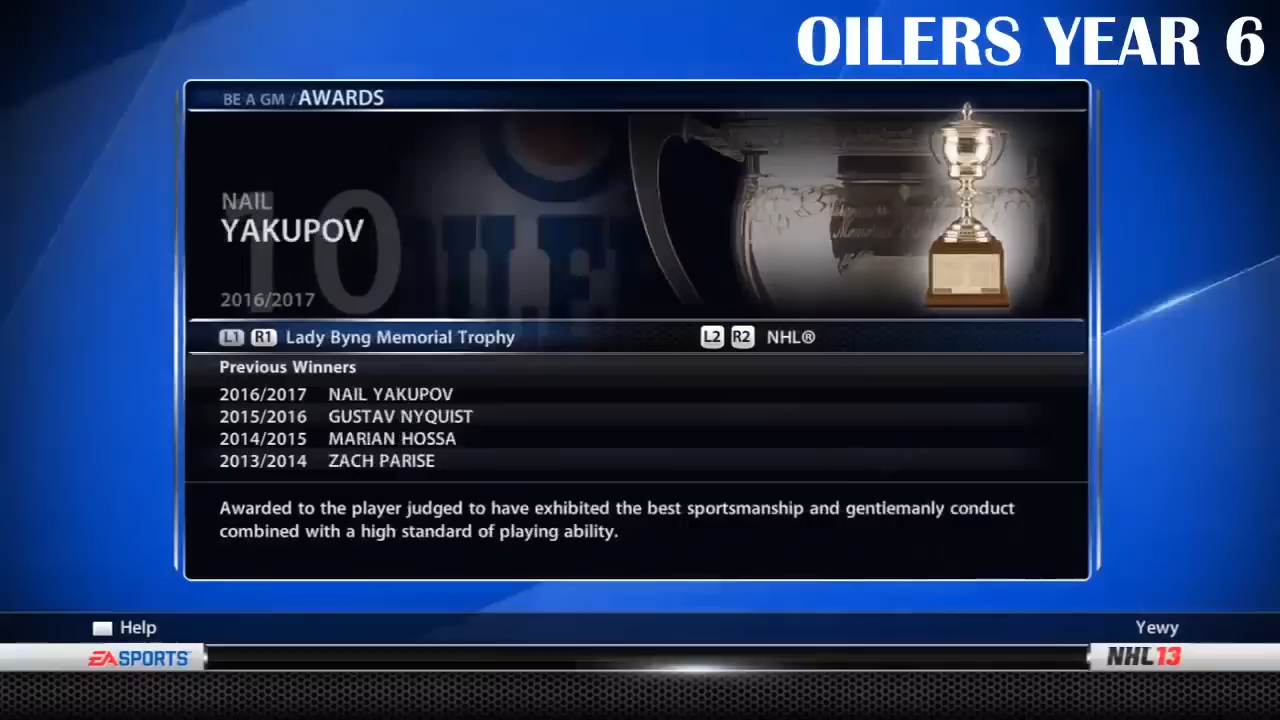 OILERS YEAR 6
BE A GM / AWARDS
10
NAIL
YAKUPOV
2016/2017
L1 R1 Lady Byng Memorial Trophy L2 R2 NHL®
Previous Winners
2016/2017 NAIL YAKUPOV
2015/2016 GUSTAV NYQUIST
2014/2015 MARIAN HOSSA
2013/2014 ZACH PARISE
Awarded to the player judged to have exhibited the best sportsmanship and gentlemanly conduct
combined with a high standard of playing ability.
Help
Yewy
EA SPORTS
NHL 13